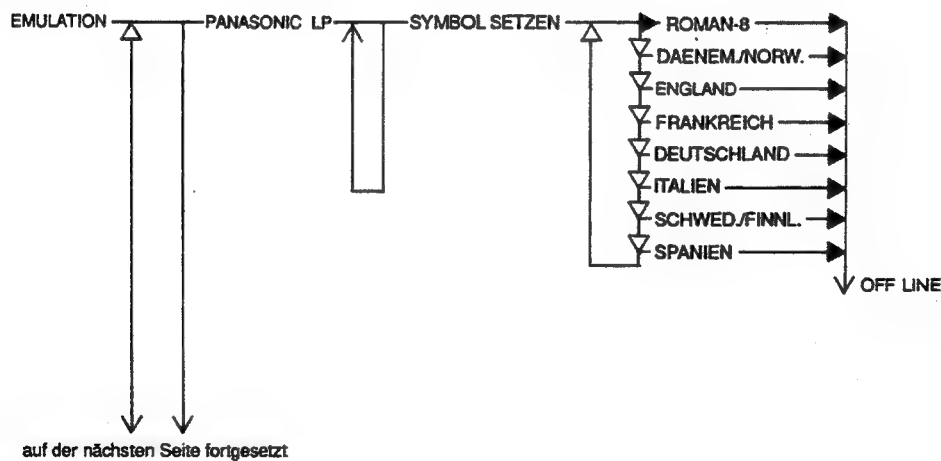 EMULATION
PANASONIC LP
SYMBOL SETZEN
ROMAN-8
DAENEM./NORW.
ENGLAND
FRANKREICH
DEUTSCHLAND
ITALIEN
SCHWED./FINNL.
SPANIEN
OFF LINE
auf der nächsten Seite fortgesetzt